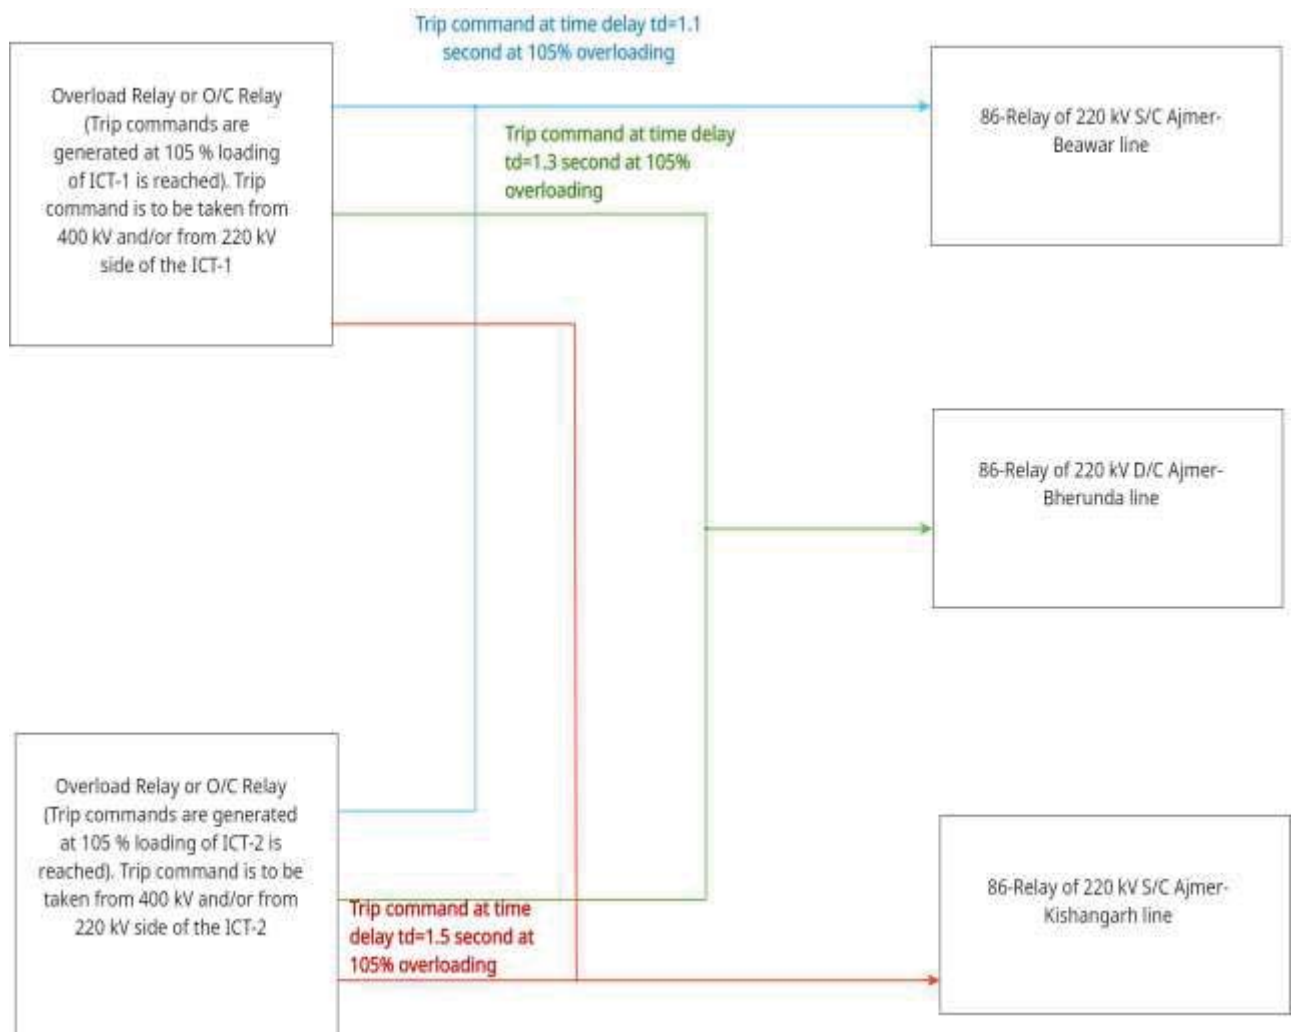 Trip command at time delay td=1.1
second at 105% overloading
Overload Relay or O/C Relay
(Trip commands are
generated at 105 % loading
of ICT-1 is reached). Trip
command is to be taken from
400 kV and/or from 220 kV
side of the ICT-1
86-Relay of 220 kV S/C Ajmer-
Beawar line
Trip command at time delay
td=1.3 second at 105%
overloading
86-Relay of 220 kV D/C Ajmer-
Bherunda line
Overload Relay or O/C Relay
(Trip commands are generated
at 105 % loading of ICT-2 is
reached). Trip command is to be
taken from 400 kV and/or from
220 kV side of the ICT-2
Trip command at time
delay td=1.5 second at
105% overloading
86-Relay of 220 kV S/C Ajmer-
Kishangarh line